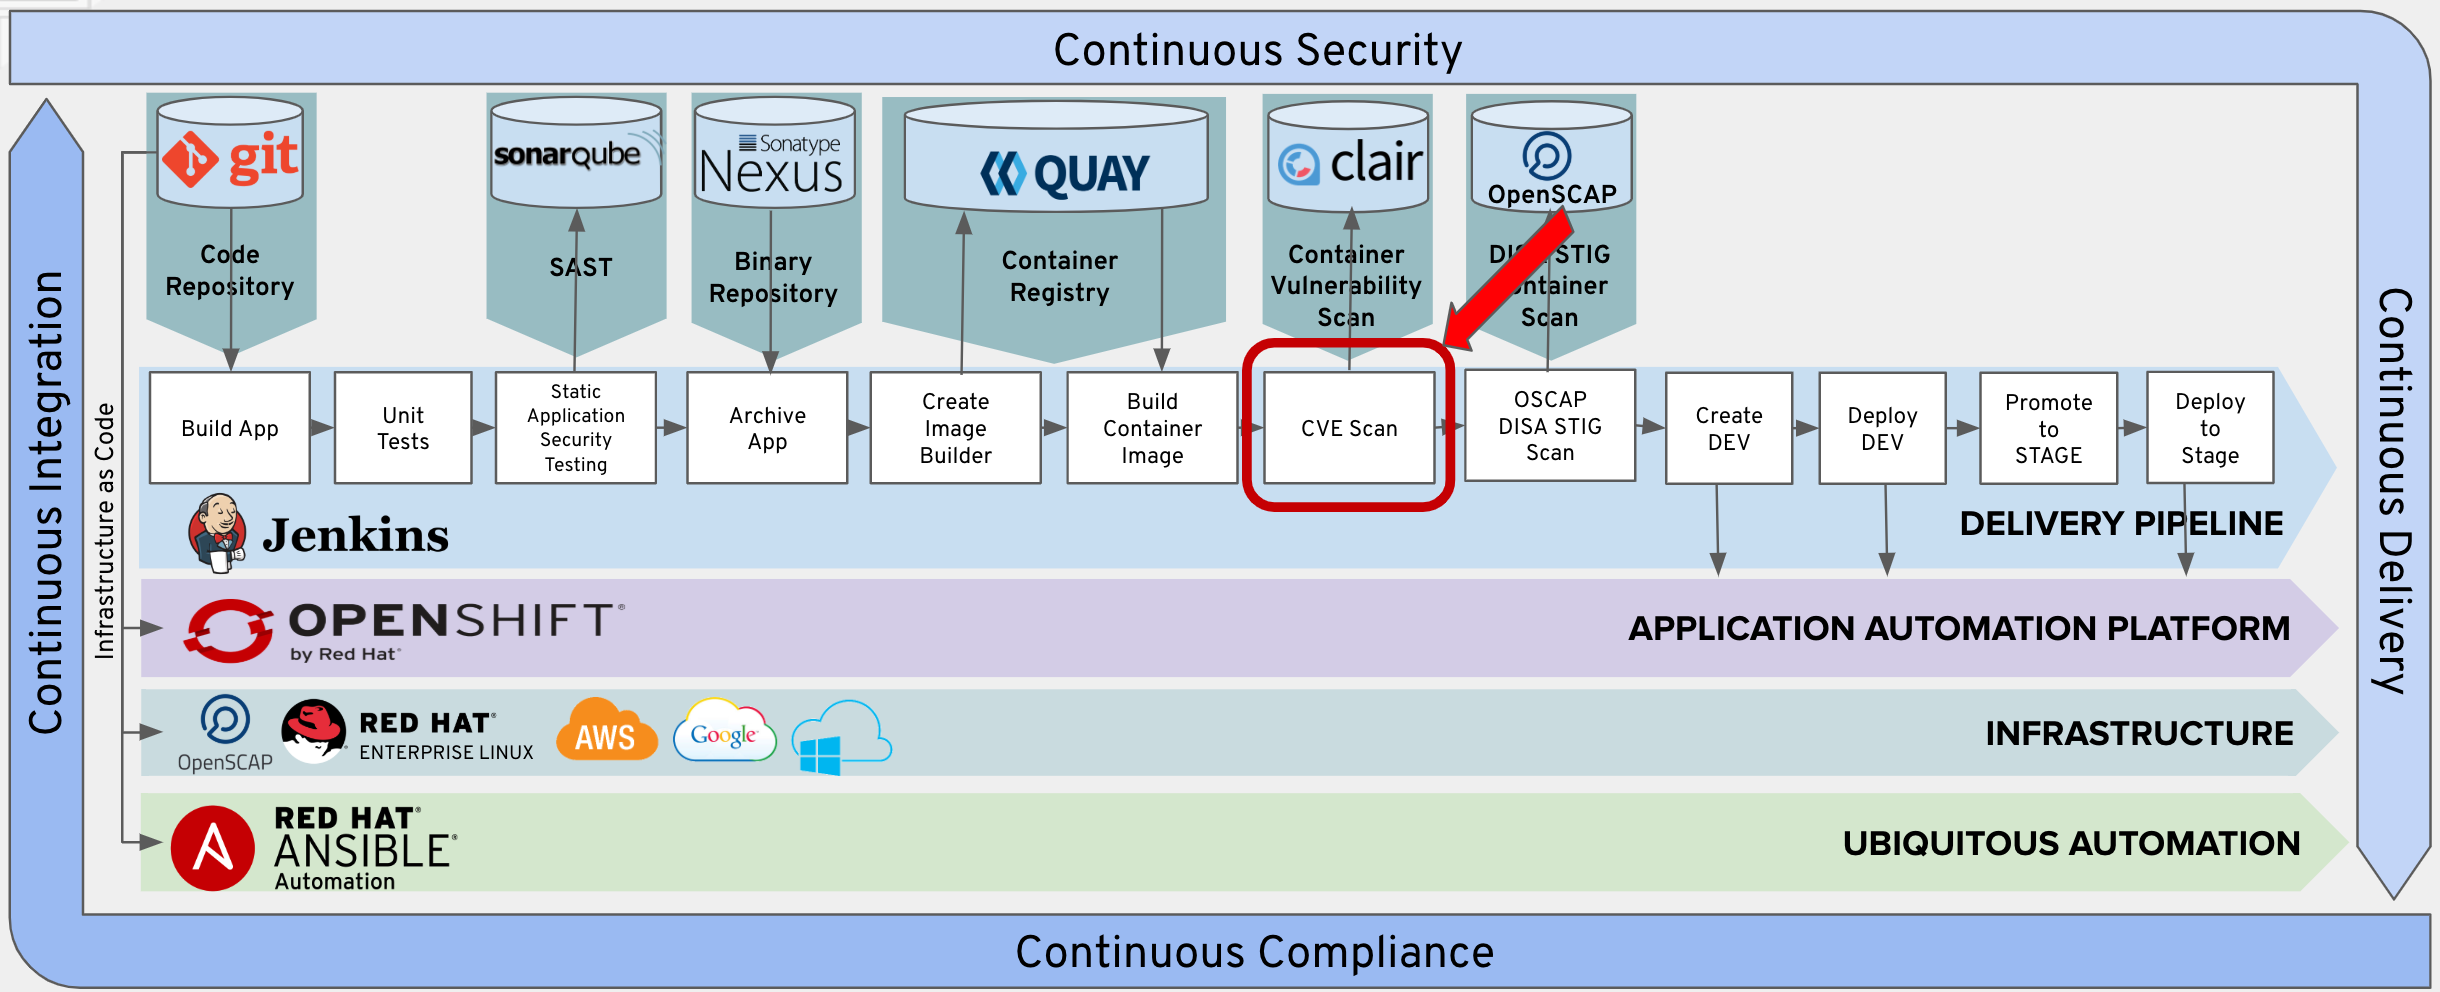 Continuous Security
Continuous Integration
Infrastructure as Code
git
Code
Repository
sonarqube
SAST
Sonatype
Nexus
Binary
Repository
QUAY
Container
Registry
clair
Container
Vulnerability
Scan
OpenSCAP
STIG
Scan
Build App
Unit
Tests
Static
Application
Security
Testing
Archive
App
Create
Image
Builder
Build
Container
Image
CVE Scan
OSCAP
DISA STIG
Scan
Create
DEV
Deploy
DEV
Promote
to
STAGE
Deploy
to
Stage
Jenkins
DELIVERY PIPELINE
OPENSHIFT®
by Red Hat®
APPLICATION AUTOMATION PLATFORM
OpenSCAP
RED HAT®
ENTERPRISE LINUX
AWS
Google
INFRASTRUCTURE
RED HAT®
ANSIBLE®
Automation
UBIQUITOUS AUTOMATION
Continuous Delivery
Continuous Compliance